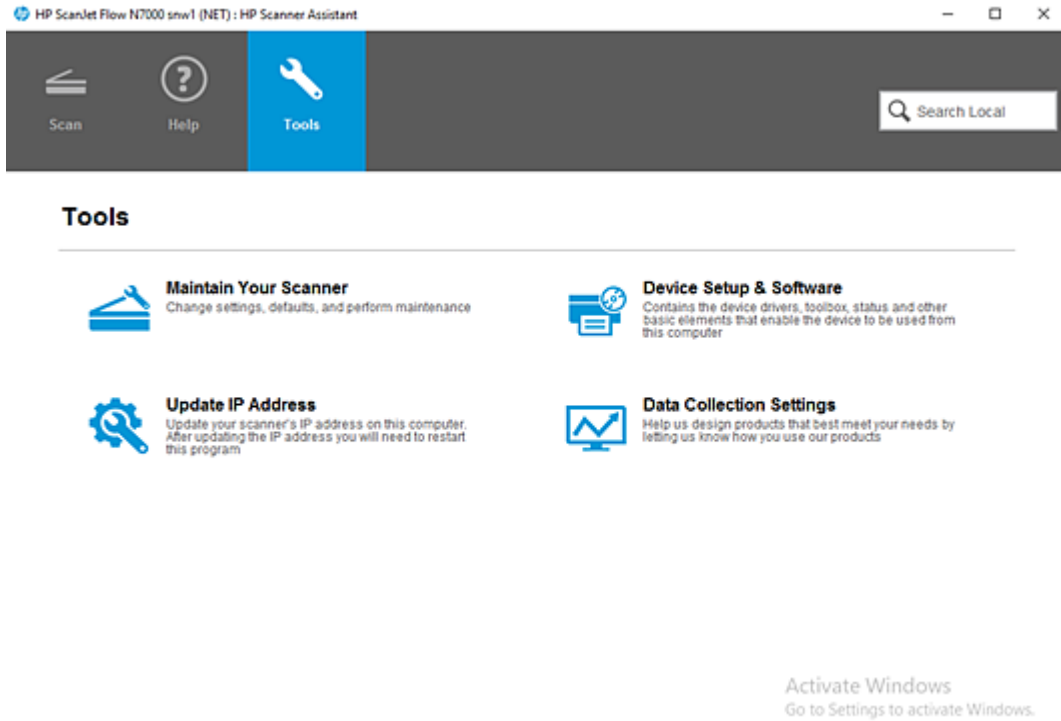 HP ScanJet Flow N7000 snw1 (NET) : HP Scanner Assistant
Scan
Help
Tools
Search Local
Tools
Maintain Your Scanner
Change settings, defaults, and perform maintenance
Device Setup & Software
Contains the device drivers, toolbox, status and other
basic elements that enable the device to be used from
this computer
Update IP Address
Update your scanner's IP address on this computer.
After updating the IP address you will need to restart
this program
Data Collection Settings
Help us design products that best meet your needs by
letting us know how you use our products
Activate Windows
Go to Settings to activate Windows.